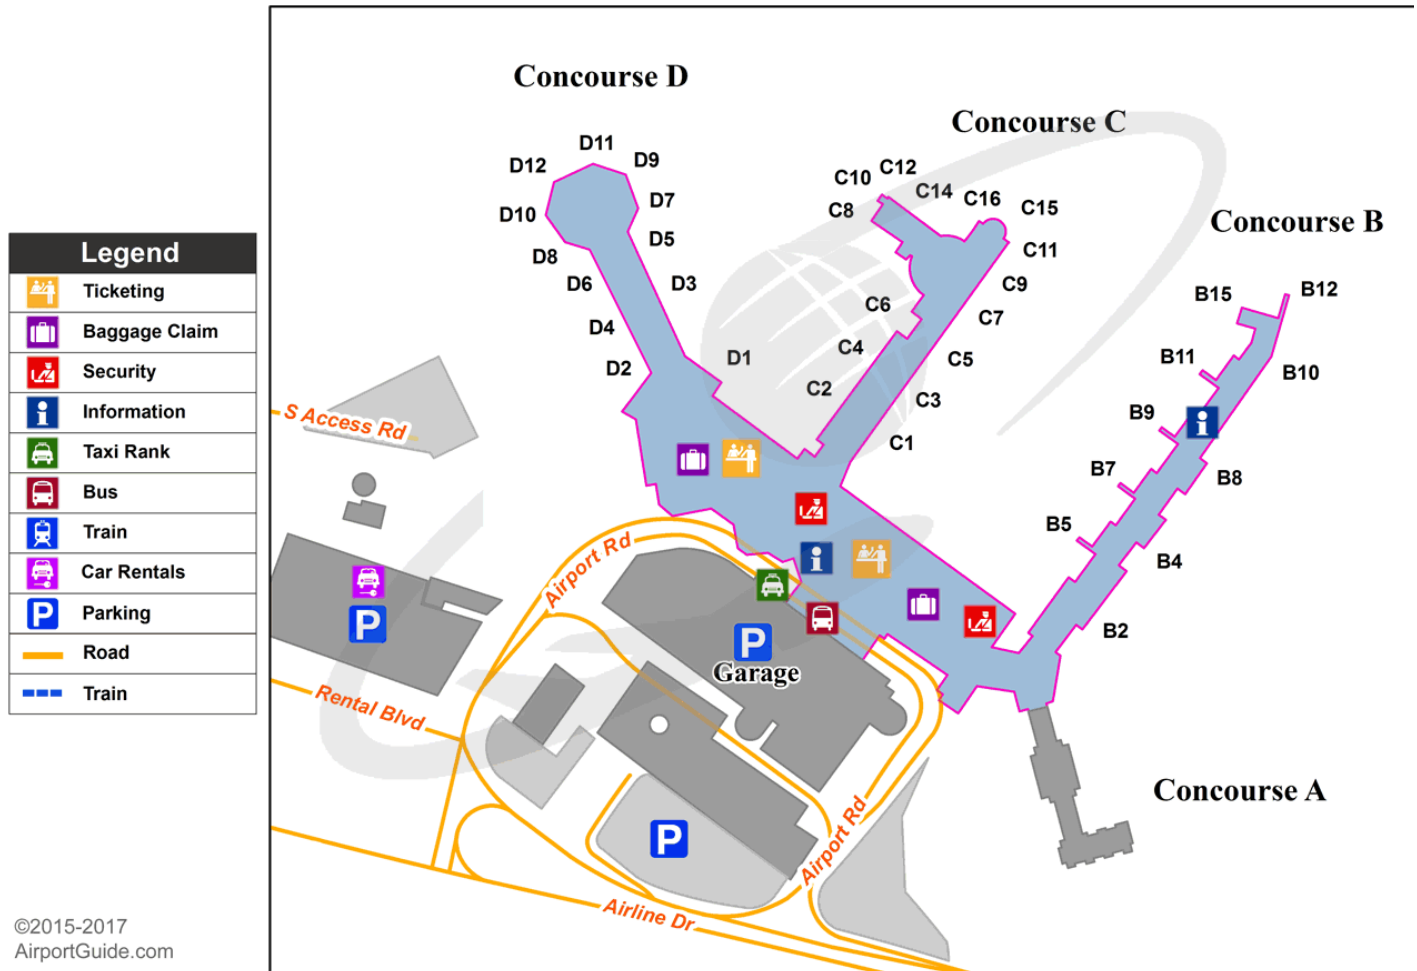 Concourse D
Concourse C
Concourse B
Concourse A
D11
D12
D9
D10
D7
D8
D5
D6
D3
D4
D2
D1
C12
C10
C14
C16
C8
C15
C11
C9
C6
C7
C4
C5
C2
C3
C1
B15
B12
B11
B10
B9
B8
B7
B5
B4
B2
Legend
Ticketing
Baggage Claim
Security
Information
Taxi Rank
Bus
Train
Car Rentals
P Parking
Road
Train
S Access Rd
Airport Rd
P
P
Garage
Rental Blvd
P
Airport Rd
Airline Dr
©2015-2017
AirportGuide.com